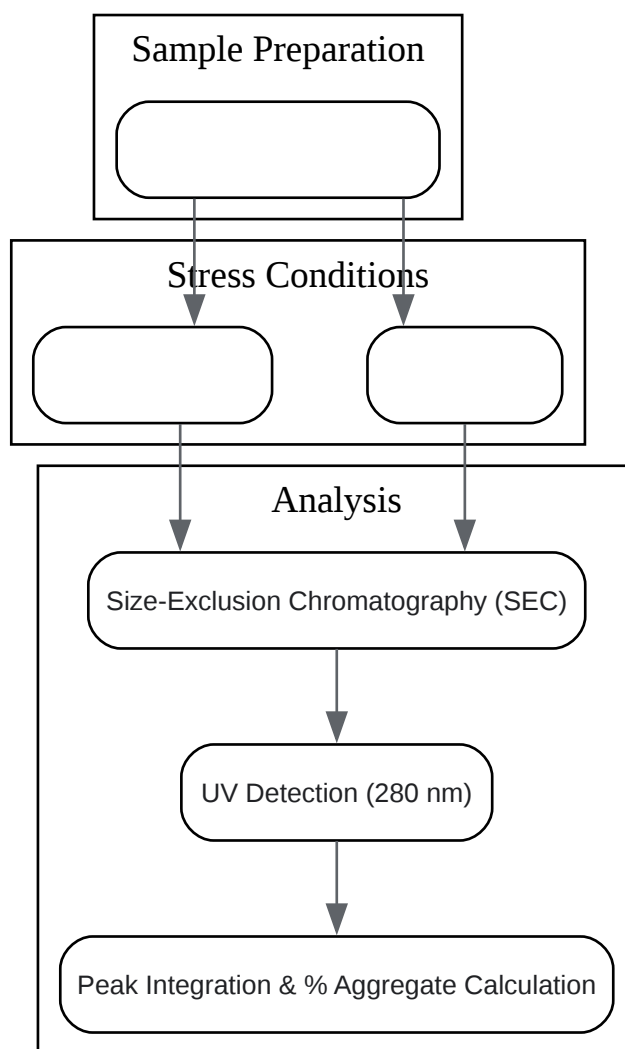 Sample Preparation
Stress Conditions
Analysis
Size-Exclusion Chromatography (SEC)
UV Detection (280 nm)
Peak Integration & % Aggregate Calculation